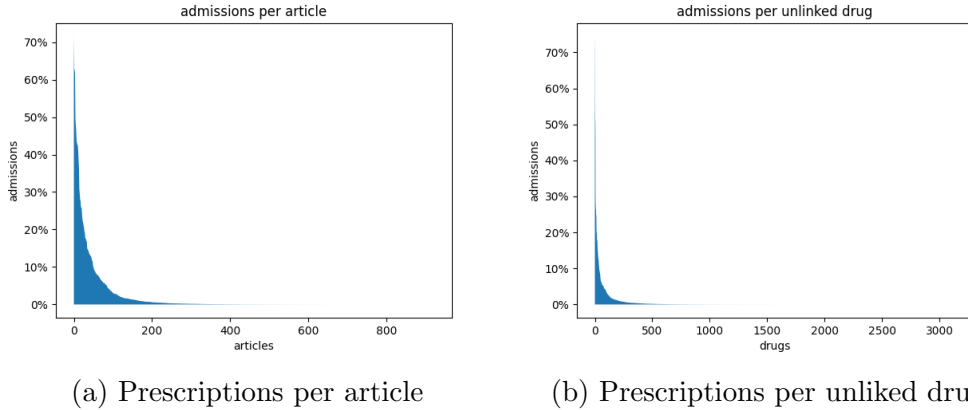 admissions per article
70%
60%
50%
40%
30%
20%
10%
0%
admissions
0 200 400 600 800
articles
(a) Prescriptions per article
admissions per unlinked drug
70%
60%
50%
40%
30%
20%
10%
0%
admissions
0 500 1000 1500 2000 2500 3000
drugs
(b) Prescriptions per unliked dru